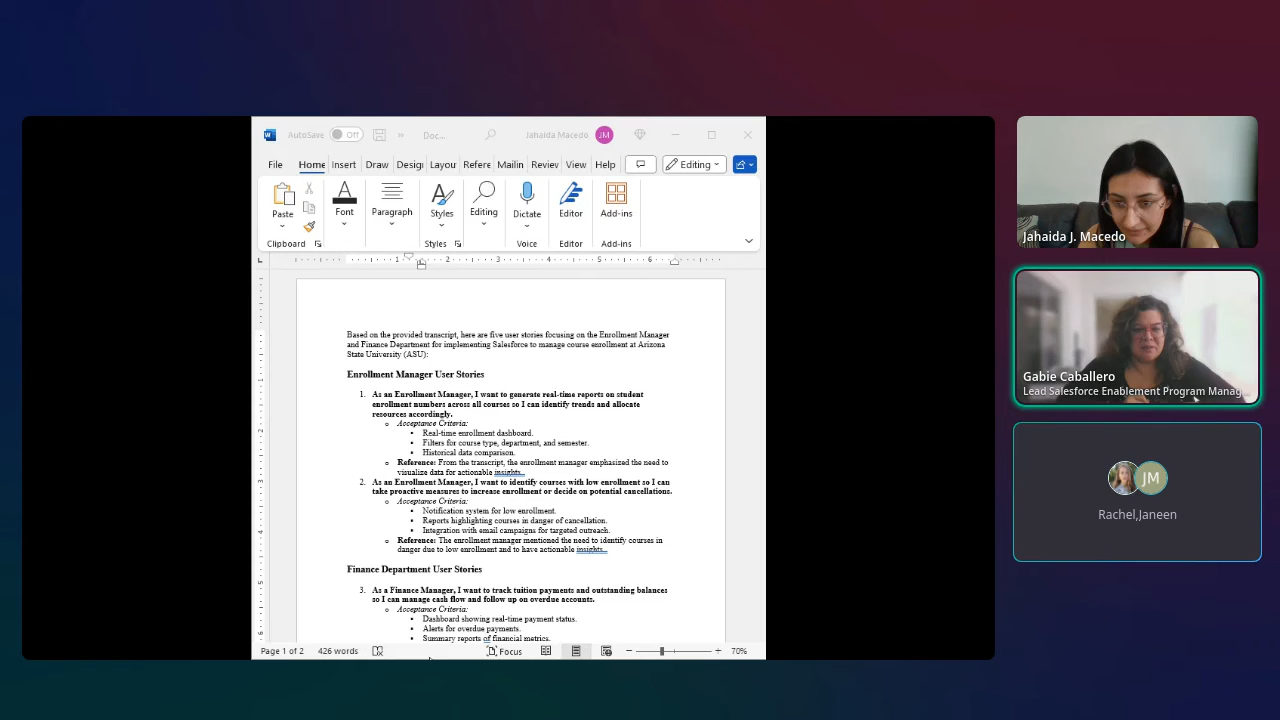 AutoSave Off » Doc... Jahaida Macedo JM
File Home Insert Draw Desig Layou Refere Mailin Reviev View Help Editing
Paste Font Paragraph Styles Editing Dictate Editor Add-ins
Clipboard Styles Voice Editor Add-ins
1 2 3 4 5 6
Based on the provided transcript, here are five user stories focusing on the Enrollment Manager
and Finance Department for implementing Salesforce to manage course enrollment at Arizona
State University (ASU):
Enrollment Manager User Stories
1. As an Enrollment Manager, I want to generate real-time reports on student
enrollment numbers across all courses so I can identify trends and allocate
resources accordingly.
o Acceptance Criteria:
▪ Real-time enrollment dashboard.
▪ Filters for course type, department, and semester.
▪ Historical data comparison.
o Reference: From the transcript, the enrollment manager emphasized the need to
visualize data for actionable insights..
2. As an Enrollment Manager, I want to identify courses with low enrollment so I can
take proactive measures to increase enrollment or decide on potential cancellations.
o Acceptance Criteria:
▪ Notification system for low enrollment.
▪ Reports highlighting courses in danger of cancellation.
▪ Integration with email campaigns for targeted outreach.
o Reference: The enrollment manager mentioned the need to identify courses in
danger due to low enrollment and to have actionable insights..
Finance Department User Stories
3. As a Finance Manager, I want to track tuition payments and outstanding balances
so I can manage cash flow and follow up on overdue accounts.
o Acceptance Criteria:
▪ Dashboard showing real-time payment status.
▪ Alerts for overdue payments.
▪ Summary reports of financial metrics.
1 2 3 4 5 6
Page 1 of 2 426 words Focus 70%
Jahaida J. Macedo
Gabie Caballero
Lead Salesforce Enablement Program Manag...
JM
Rachel,Janeen